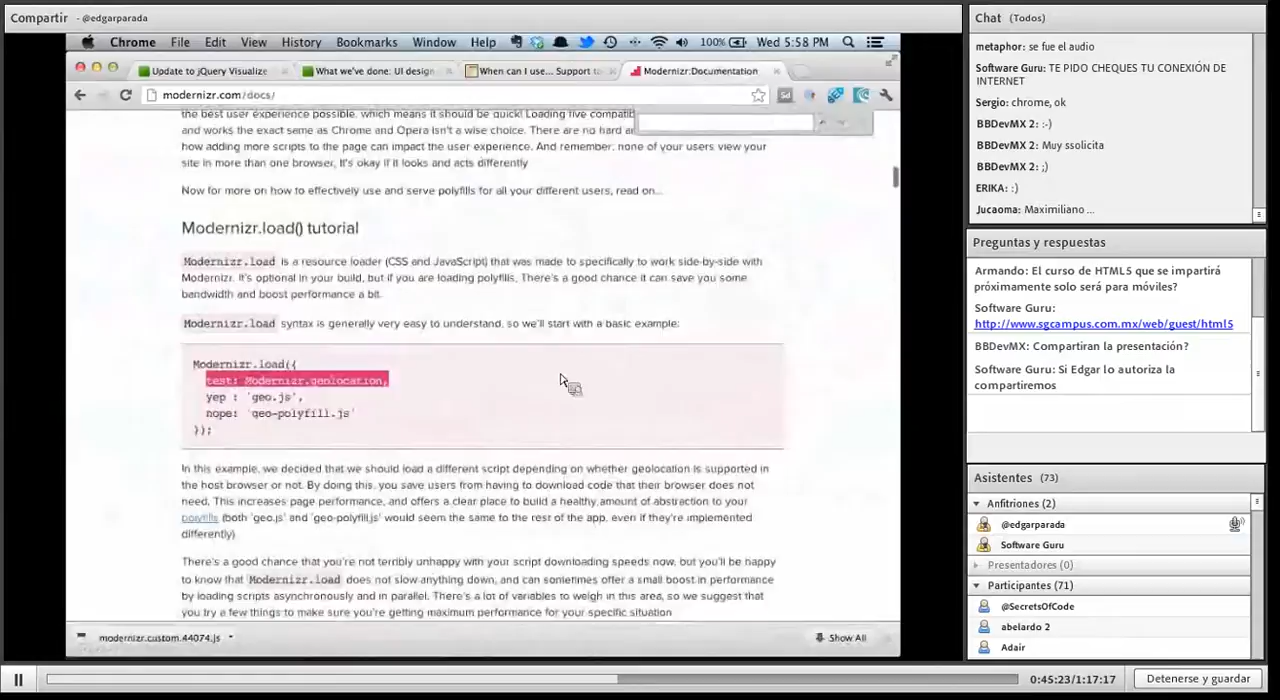 Compartir - @edgarparada
Chrome File Edit View History Bookmarks Window Help 100% Wed 5:58 PM
Update to jQuery Visualize
What we've done: UI design
When can I use... Support t
Modernizr:Documentation
modernizr.com/docs/
the best user experience possible, which means it should be quick! Loading five compatib
and works the exact same as Chrome and Opera isn't a wise choice. There are no hard a
how adding more scripts to the page can impact the user experience. And remember: none of your users view your
site in more than one browser, It's okay if it looks and acts differently
Now for more on how to effectively use and serve polyfills for all your different users, read on...
Modernizr.load() tutorial
Modernizr.load is a resource loader (CSS and JavaScript) that was made to specifically to work side-by-side with
Modernizr. It's optional in your build, but if you are loading polyfills, There's a good chance it can save you some
bandwidth and boost performance a bit.
Modernizr.load syntax is generally very easy to understand, so we'll start with a basic example:
Modernizr.load({
test: Modernizr.geolocation,
yep : 'geo.js',
nope: 'geo-polyfill.js'
});
In this example, we decided that we should load a different script depending on whether geolocation is supported in
the host browser or not. By doing this, you save users from having to download code that their browser does not
need. This increases page performance, and offers a clear place to build a healthy amount of abstraction to your
polyfills (both 'geo.js' and 'geo-polyfill.js' would seem the same to the rest of the app, even if they're implemented
differently)
There's a good chance that you're not terribly unhappy with your script downloading speeds now, but you'll be happy
to know that Modernizr.load does not slow anything down, and can sometimes offer a small boost in performance
by loading scripts asynchronously and in parallel. There's a lot of variables to weigh in this area, so we suggest that
you try a few things to make sure you're getting maximum performance for your specific situation
modernizr.custom.44074.js
Show All
Chat (Todos)
metaphor: se fue el audio
Software Guru: TE PIDO CHEQUES TU CONEXIÓN DE
INTERNET
Sergio: chrome, ok
BBDevMX 2: :-)
BBDevMX 2: Muy ssolicita
BBDevMX 2: ;)
ERIKA: :)
Jucaoma: Maximiliano ...
Preguntas y respuestas
Armando: El curso de HTML5 que se impartirá
próximamente solo será para móviles?
Software Guru:
http://www.sgcampus.com.mx/web/guest/html5
BBDevMX: Compartiran la presentación?
Software Guru: Si Edgar lo autoriza la
compartiremos
Asistentes (73)
Anfitriones (2)
@edgarparada
Software Guru
Presentadores (0)
Participantes (71)
@SecretsOfCode
abelardo 2
Adair
0:45:23/1:17:17
Detenerse y guardar